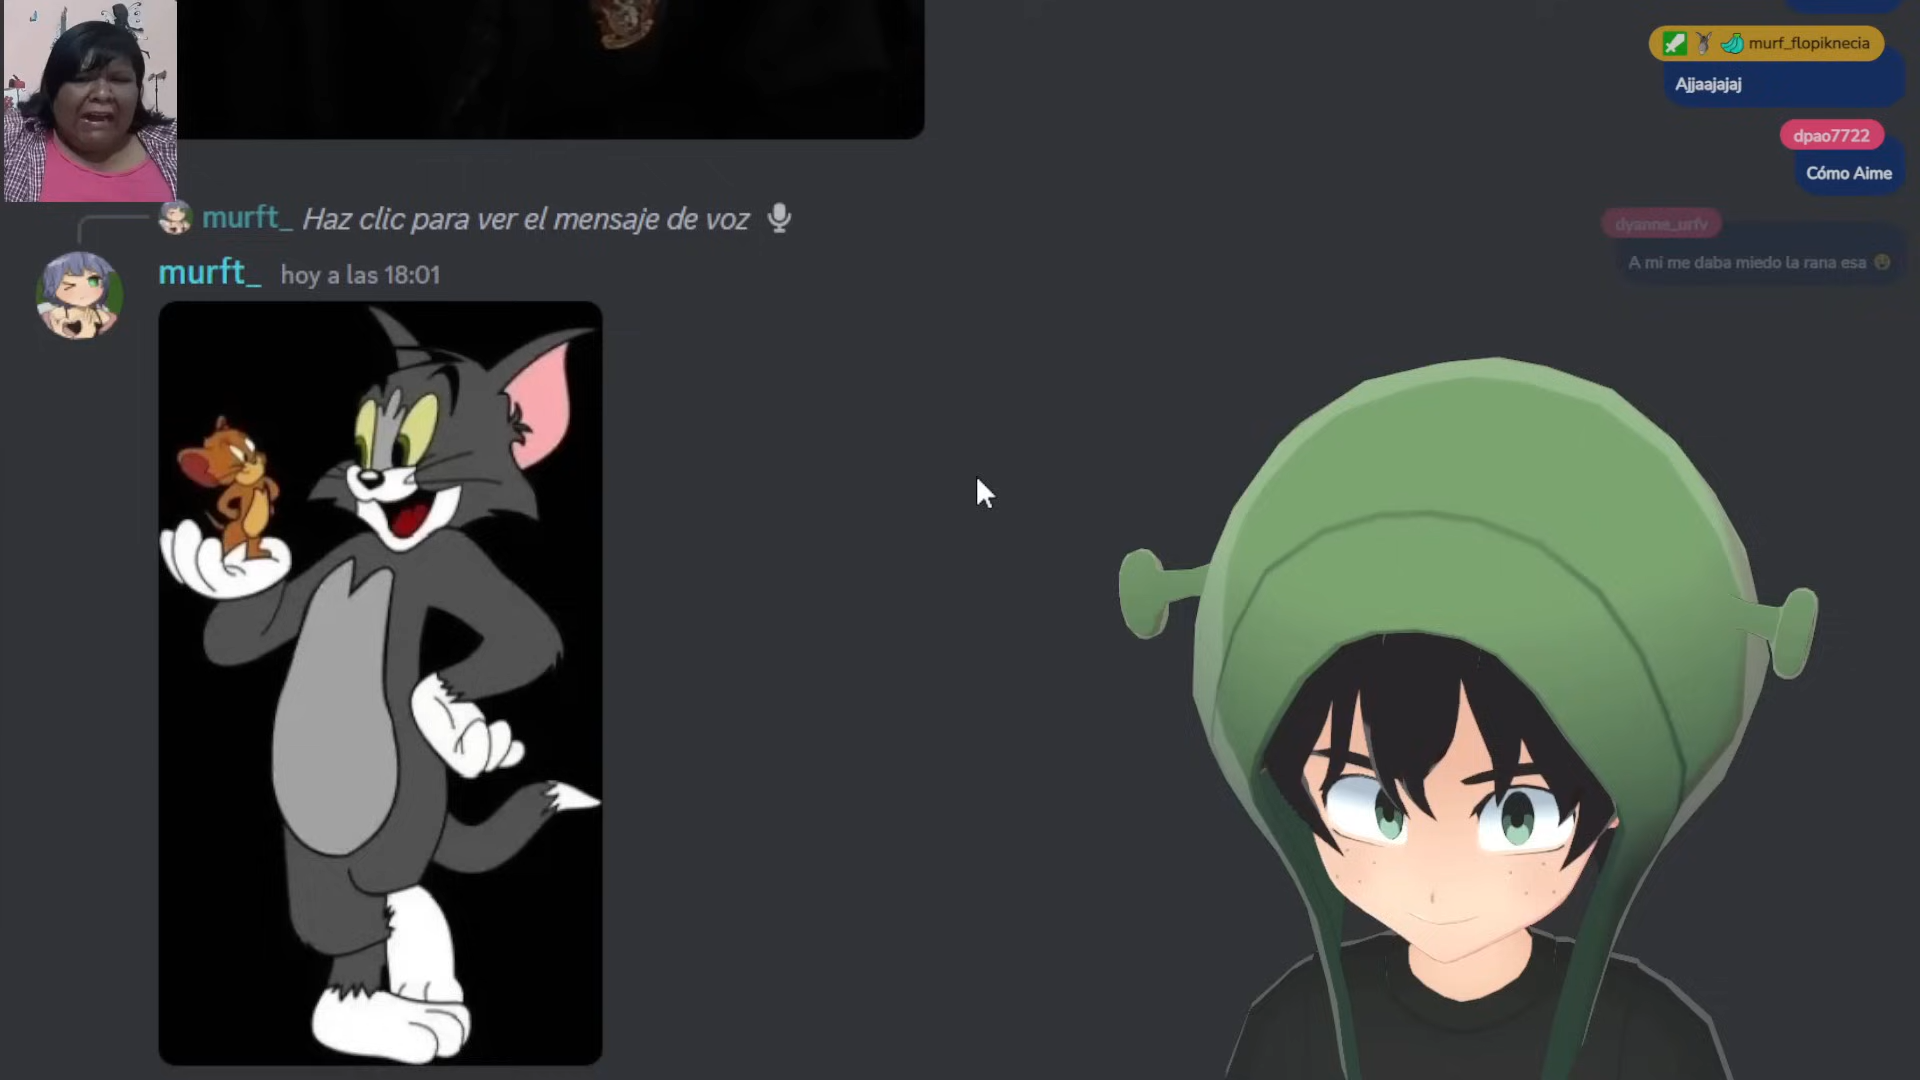 murf_flopiknecia
Ajjaajajaj
dpao7722
Cómo Aime
dyanne_urfv
A mi me daba miedo la rana esa
murft_ Haz clic para ver el mensaje de voz
murft_ hoy a las 18:01